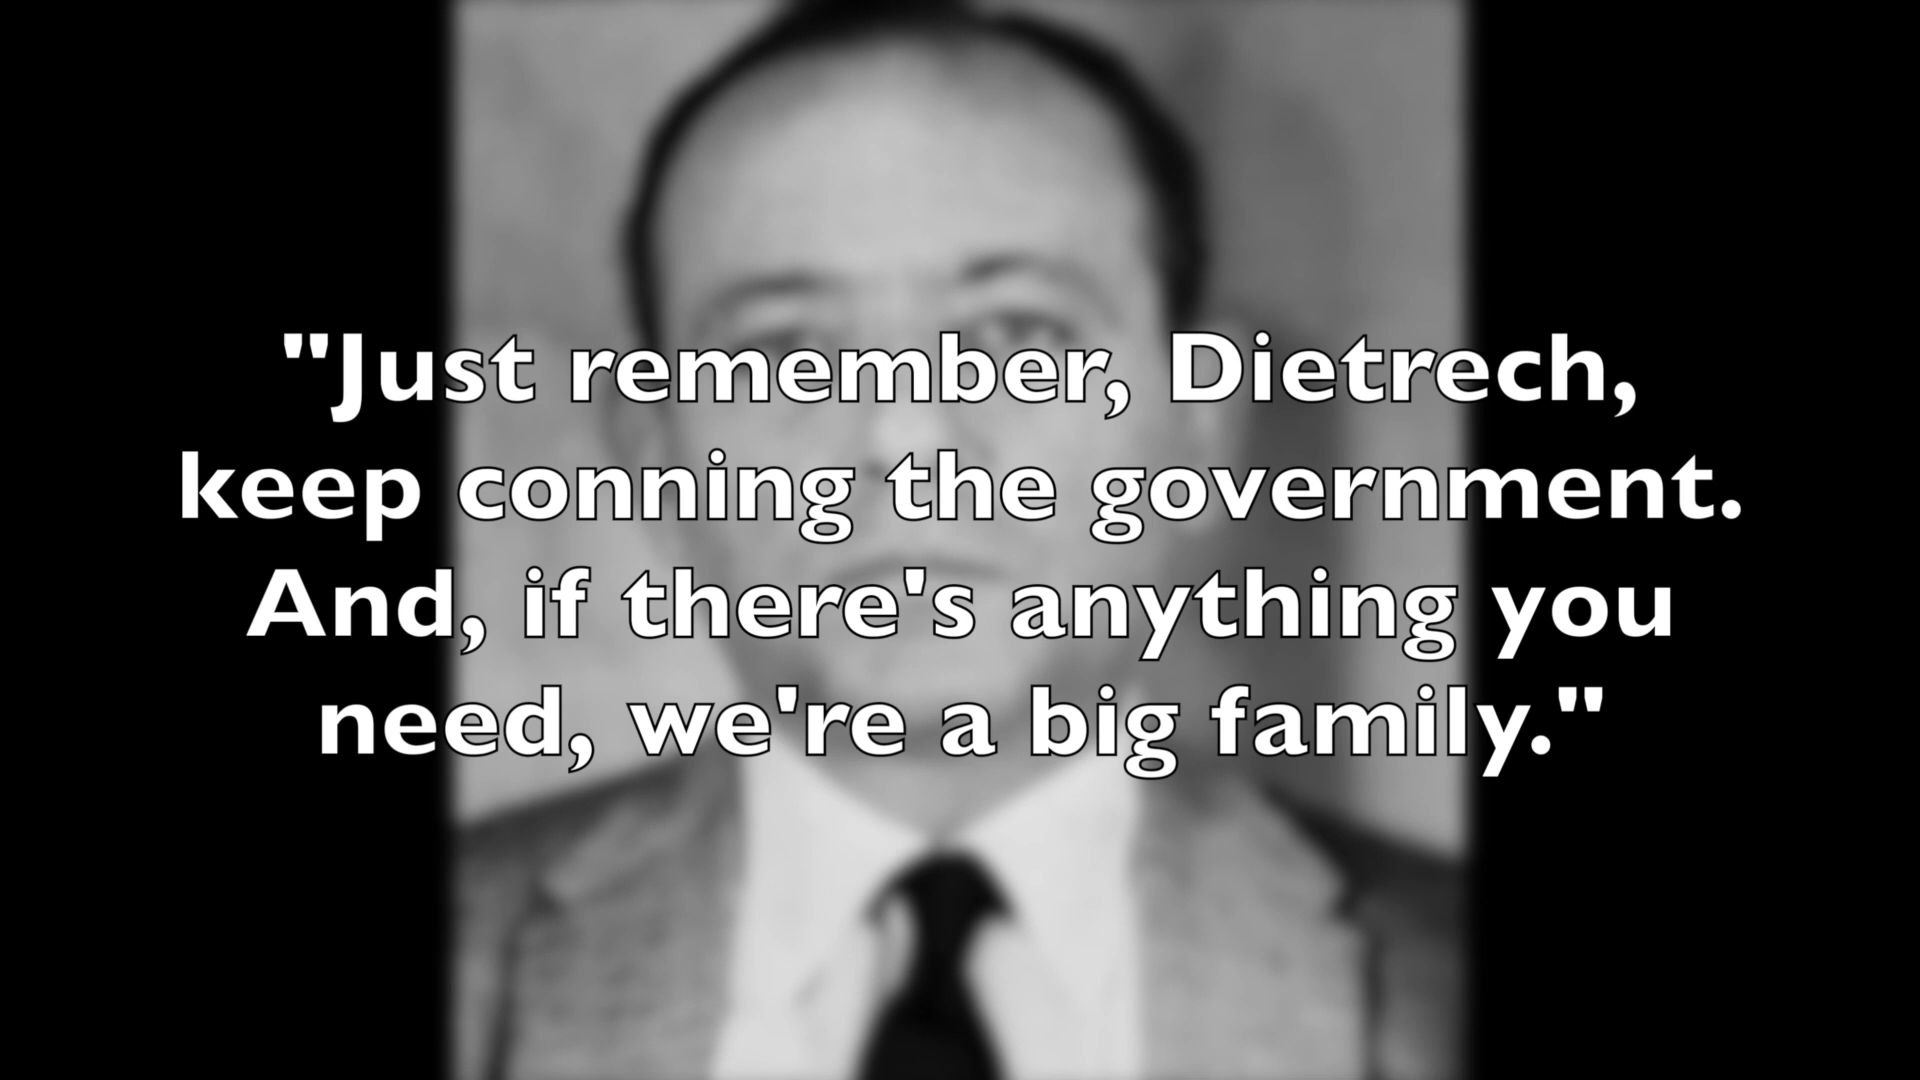 "Just remember, Dietrech,
keep conning the government.
And, if there's anything you
need, we're a big family."